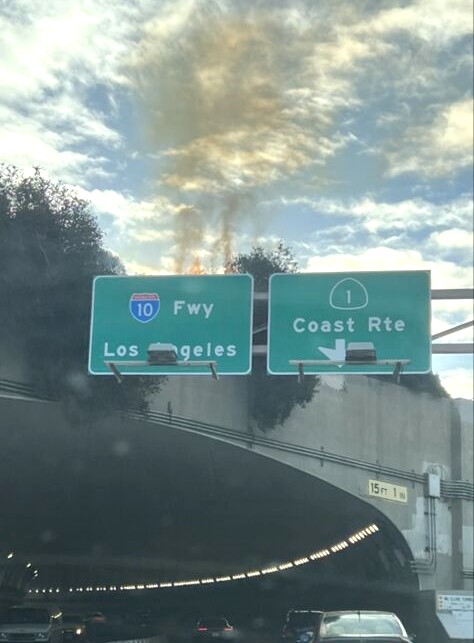 10 Fwy
Los Angeles
1
Coast Rte
15 FT 1 IN